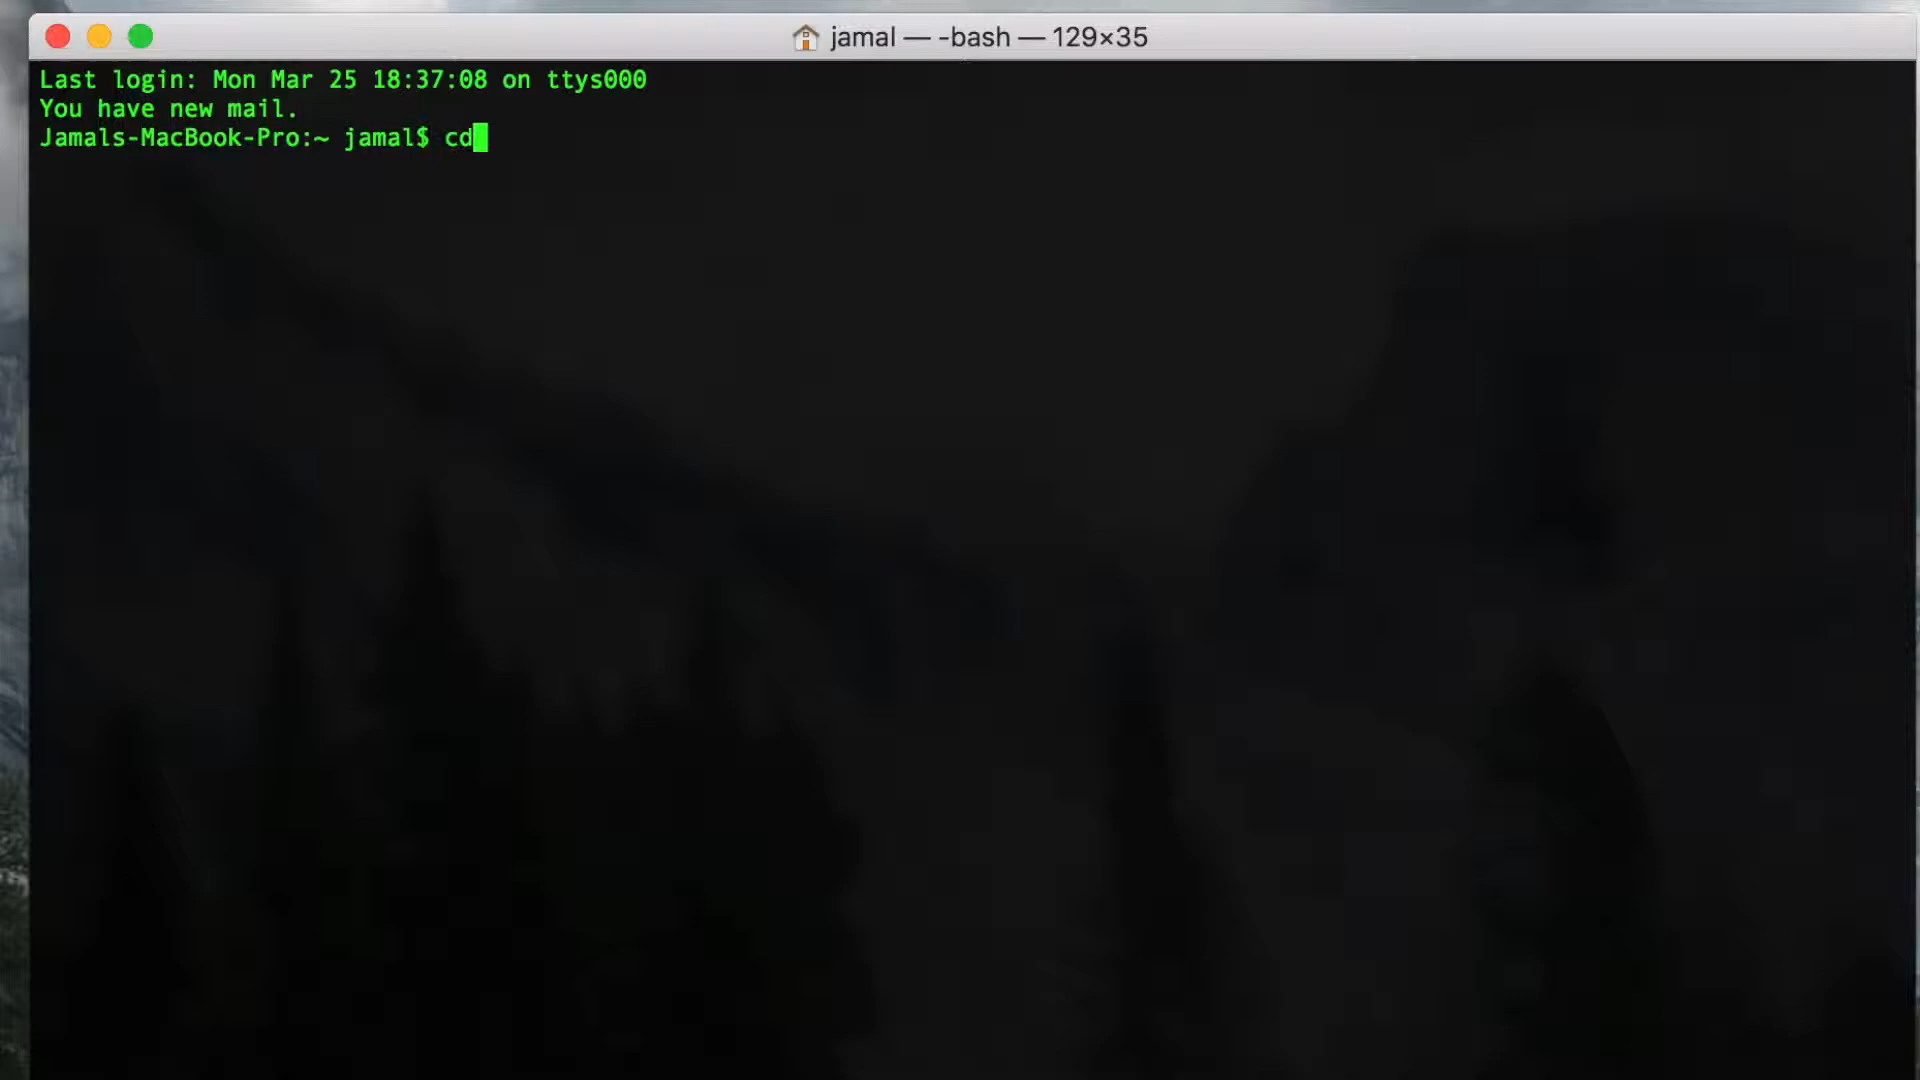 jamal — -bash — 129×35
Last login: Mon Mar 25 18:37:08 on ttys000
You have new mail.
Jamals-MacBook-Pro:~ jamal$ cd